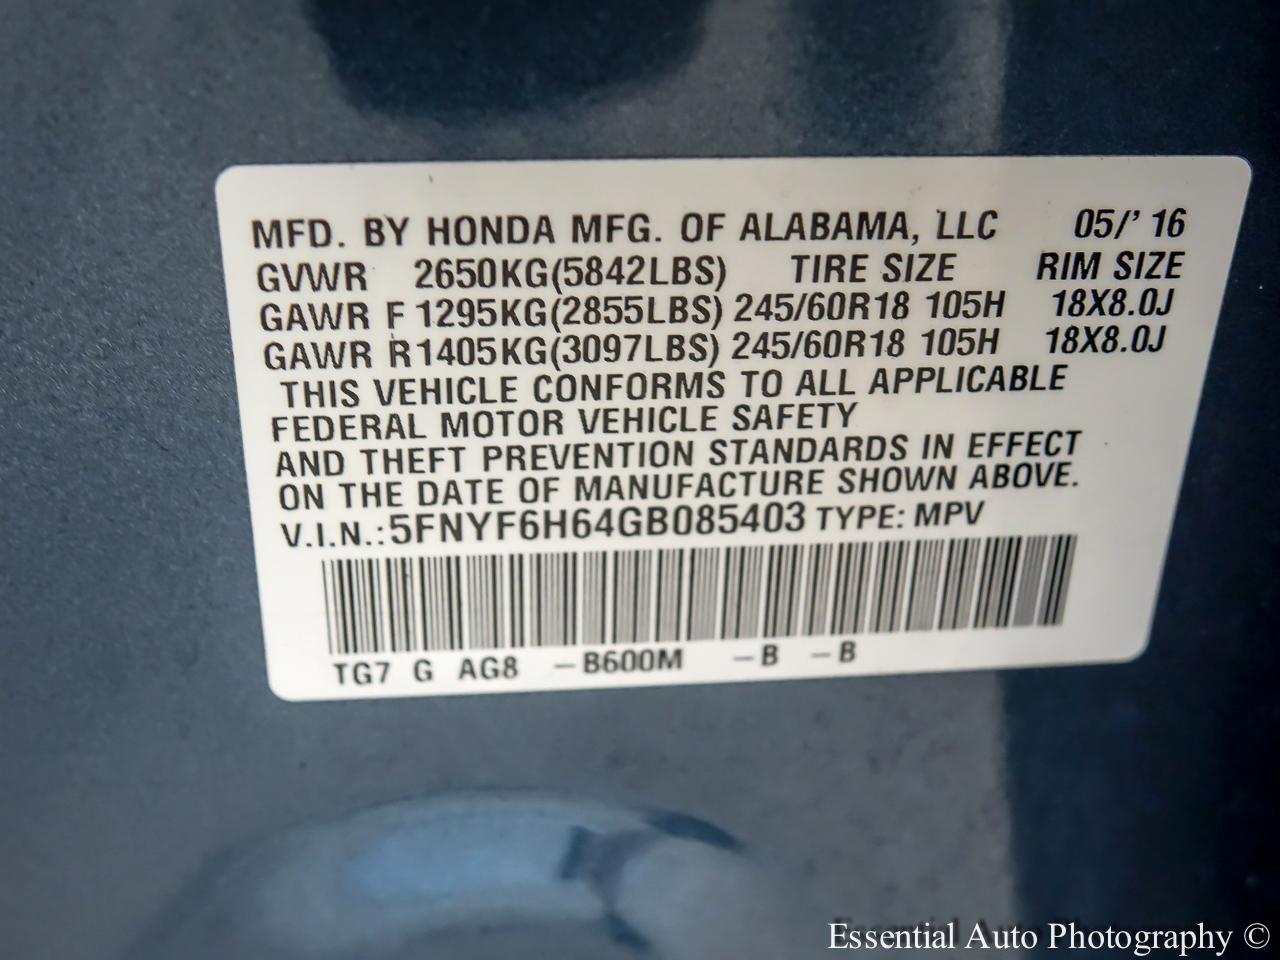 MFD. BY HONDA MFG. OF ALABAMA, LLC 05/' 16
GVWR 2650KG(5842LBS) TIRE SIZE RIM SIZE
GAWR F 1295KG(2855LBS) 245/60R18 105H 18X8.0J
GAWR R 1405KG(3097LBS) 245/60R18 105H 18X8.0J
THIS VEHICLE CONFORMS TO ALL APPLICABLE
FEDERAL MOTOR VEHICLE SAFETY
AND THEFT PREVENTION STANDARDS IN EFFECT
ON THE DATE OF MANUFACTURE SHOWN ABOVE.
V.I.N.: 5FNYF6H64GB085403 TYPE: MPV
TG7 G AG8 -B600M -B -B
Essential Auto Photography ©